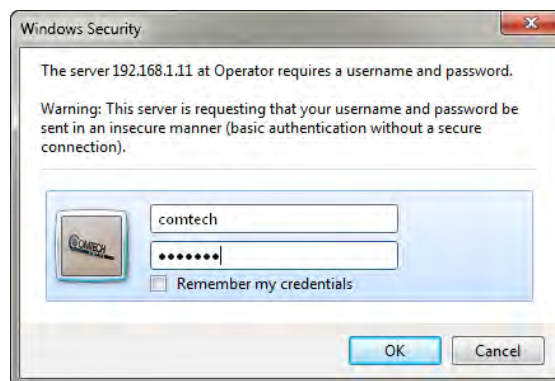 Windows Security
The server 192.168.1.11 at Operator requires a username and password.
Warning: This server is requesting that your username and password be
sent in an insecure manner (basic authentication without a secure
connection).
COMTECH
comtech
•••••••
Remember my credentials
OK
Cancel